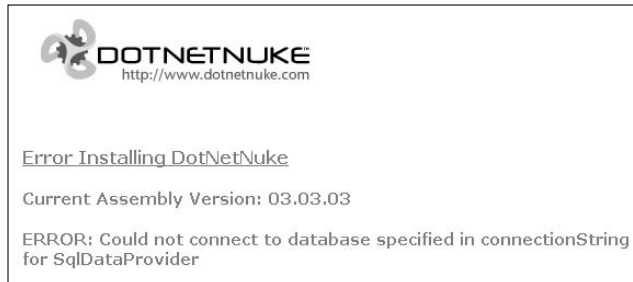 DOTNETNUKE™
http://www.dotnetnuke.com
Error Installing DotNetNuke
Current Assembly Version: 03.03.03
ERROR: Could not connect to database specified in connectionString
for SqlDataProvider